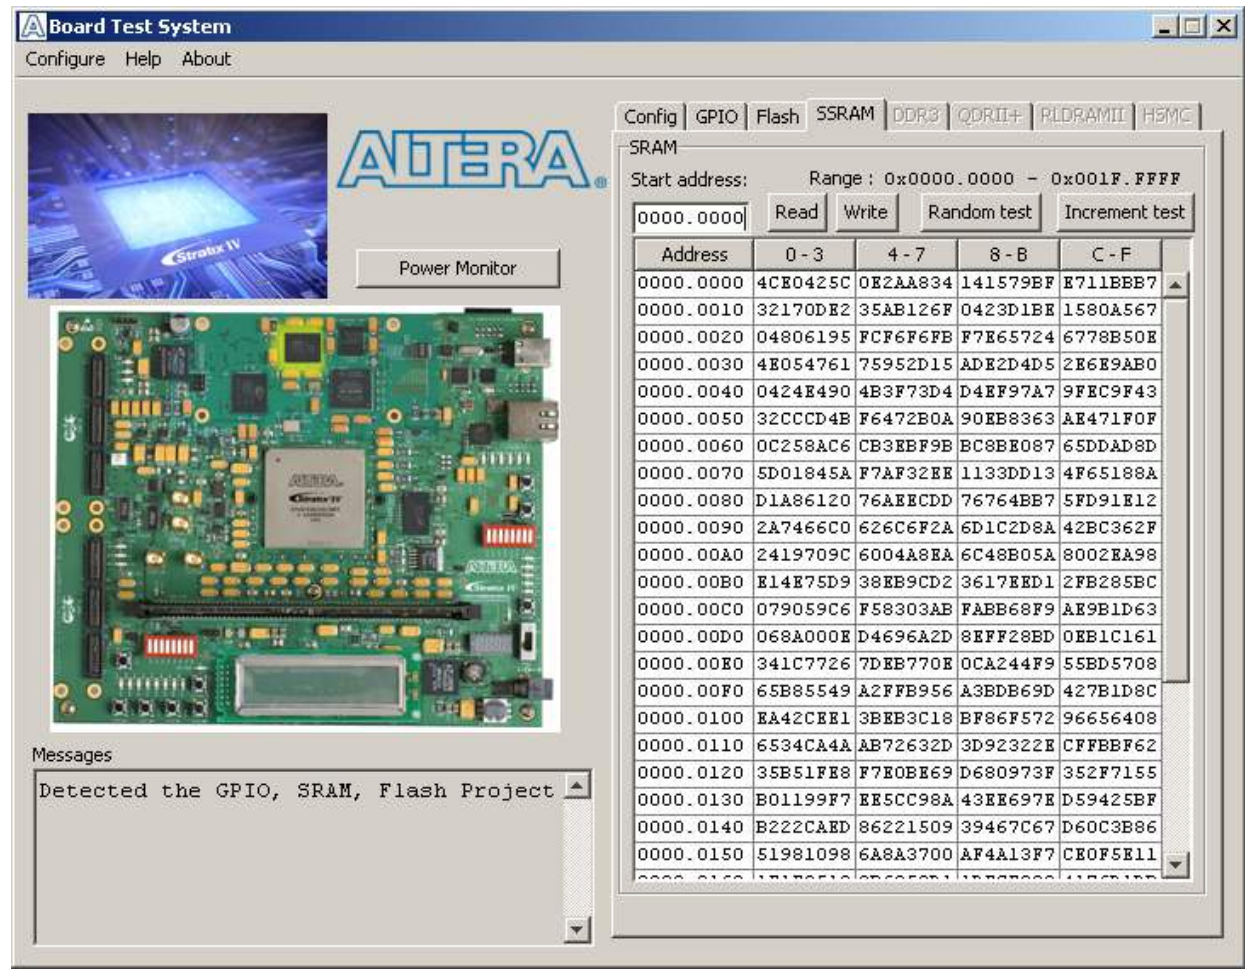 Board Test System
Configure Help About
Stratix IV
ALTERA®
Power Monitor
ALTERA
Stratix IV
ALTERA
Stratix IV
Messages
Detected the GPIO, SRAM, Flash Project
Config GPIO Flash SSRAM DDR3 QDRII+ RLDRAMII HSMC
SRAM
Start address: Range : 0x0000.0000 - 0x001F.FFFF
0000.0000 Read Write Random test Increment test
Address 0 - 3 4 - 7 8 - B C - F
0000.0000 4CE0425C 0E2AA834 141579BF E711BBB7
0000.0010 32170DE2 35AB126F 0423D1BE 1580A567
0000.0020 04806195 FCF6F6FB F7E65724 6778B50E
0000.0030 4E054761 75952D15 ADE2D4D5 2E6E9AB0
0000.0040 0424E490 4B3F73D4 D4EF97A7 9FEC9F43
0000.0050 32CCCD4B F6472B0A 90EB8363 AE471F0F
0000.0060 0C258AC6 CB3EBF9B BC8BE087 65DDAD8D
0000.0070 5D01845A F7AF32EE 1133DD13 4F65188A
0000.0080 D1A86120 76AEECDD 76764BB7 5FD91E12
0000.0090 2A7466C0 626C6F2A 6D1C2D8A 42BC362F
0000.00A0 2419709C 6004A8EA 6C48B05A 8002EA98
0000.00B0 E14E75D9 38EB9CD2 3617EED1 2FB285BC
0000.00C0 079059C6 F58303AB FABB68F9 AE9B1D63
0000.00D0 068A000E D4696A2D 8EFF28BD 0EB1C161
0000.00E0 341C7726 7DEB770E 0CA244F9 55BD5708
0000.00F0 65B85549 A2FFB956 A3BDB69D 427B1D8C
0000.0100 EA42CEE1 3BEB3C18 BF86F572 96656408
0000.0110 6534CA4A AB72632D 3D92322E CFFBBF62
0000.0120 35B51FE8 F7E0BE69 D680973F 352F7155
0000.0130 B01199F7 EE5CC98A 43EE697E D59425BF
0000.0140 B222CAED 86221509 39467C67 D60C3B86
0000.0150 51981098 6A8A3700 AF4A13F7 CE0F5E11